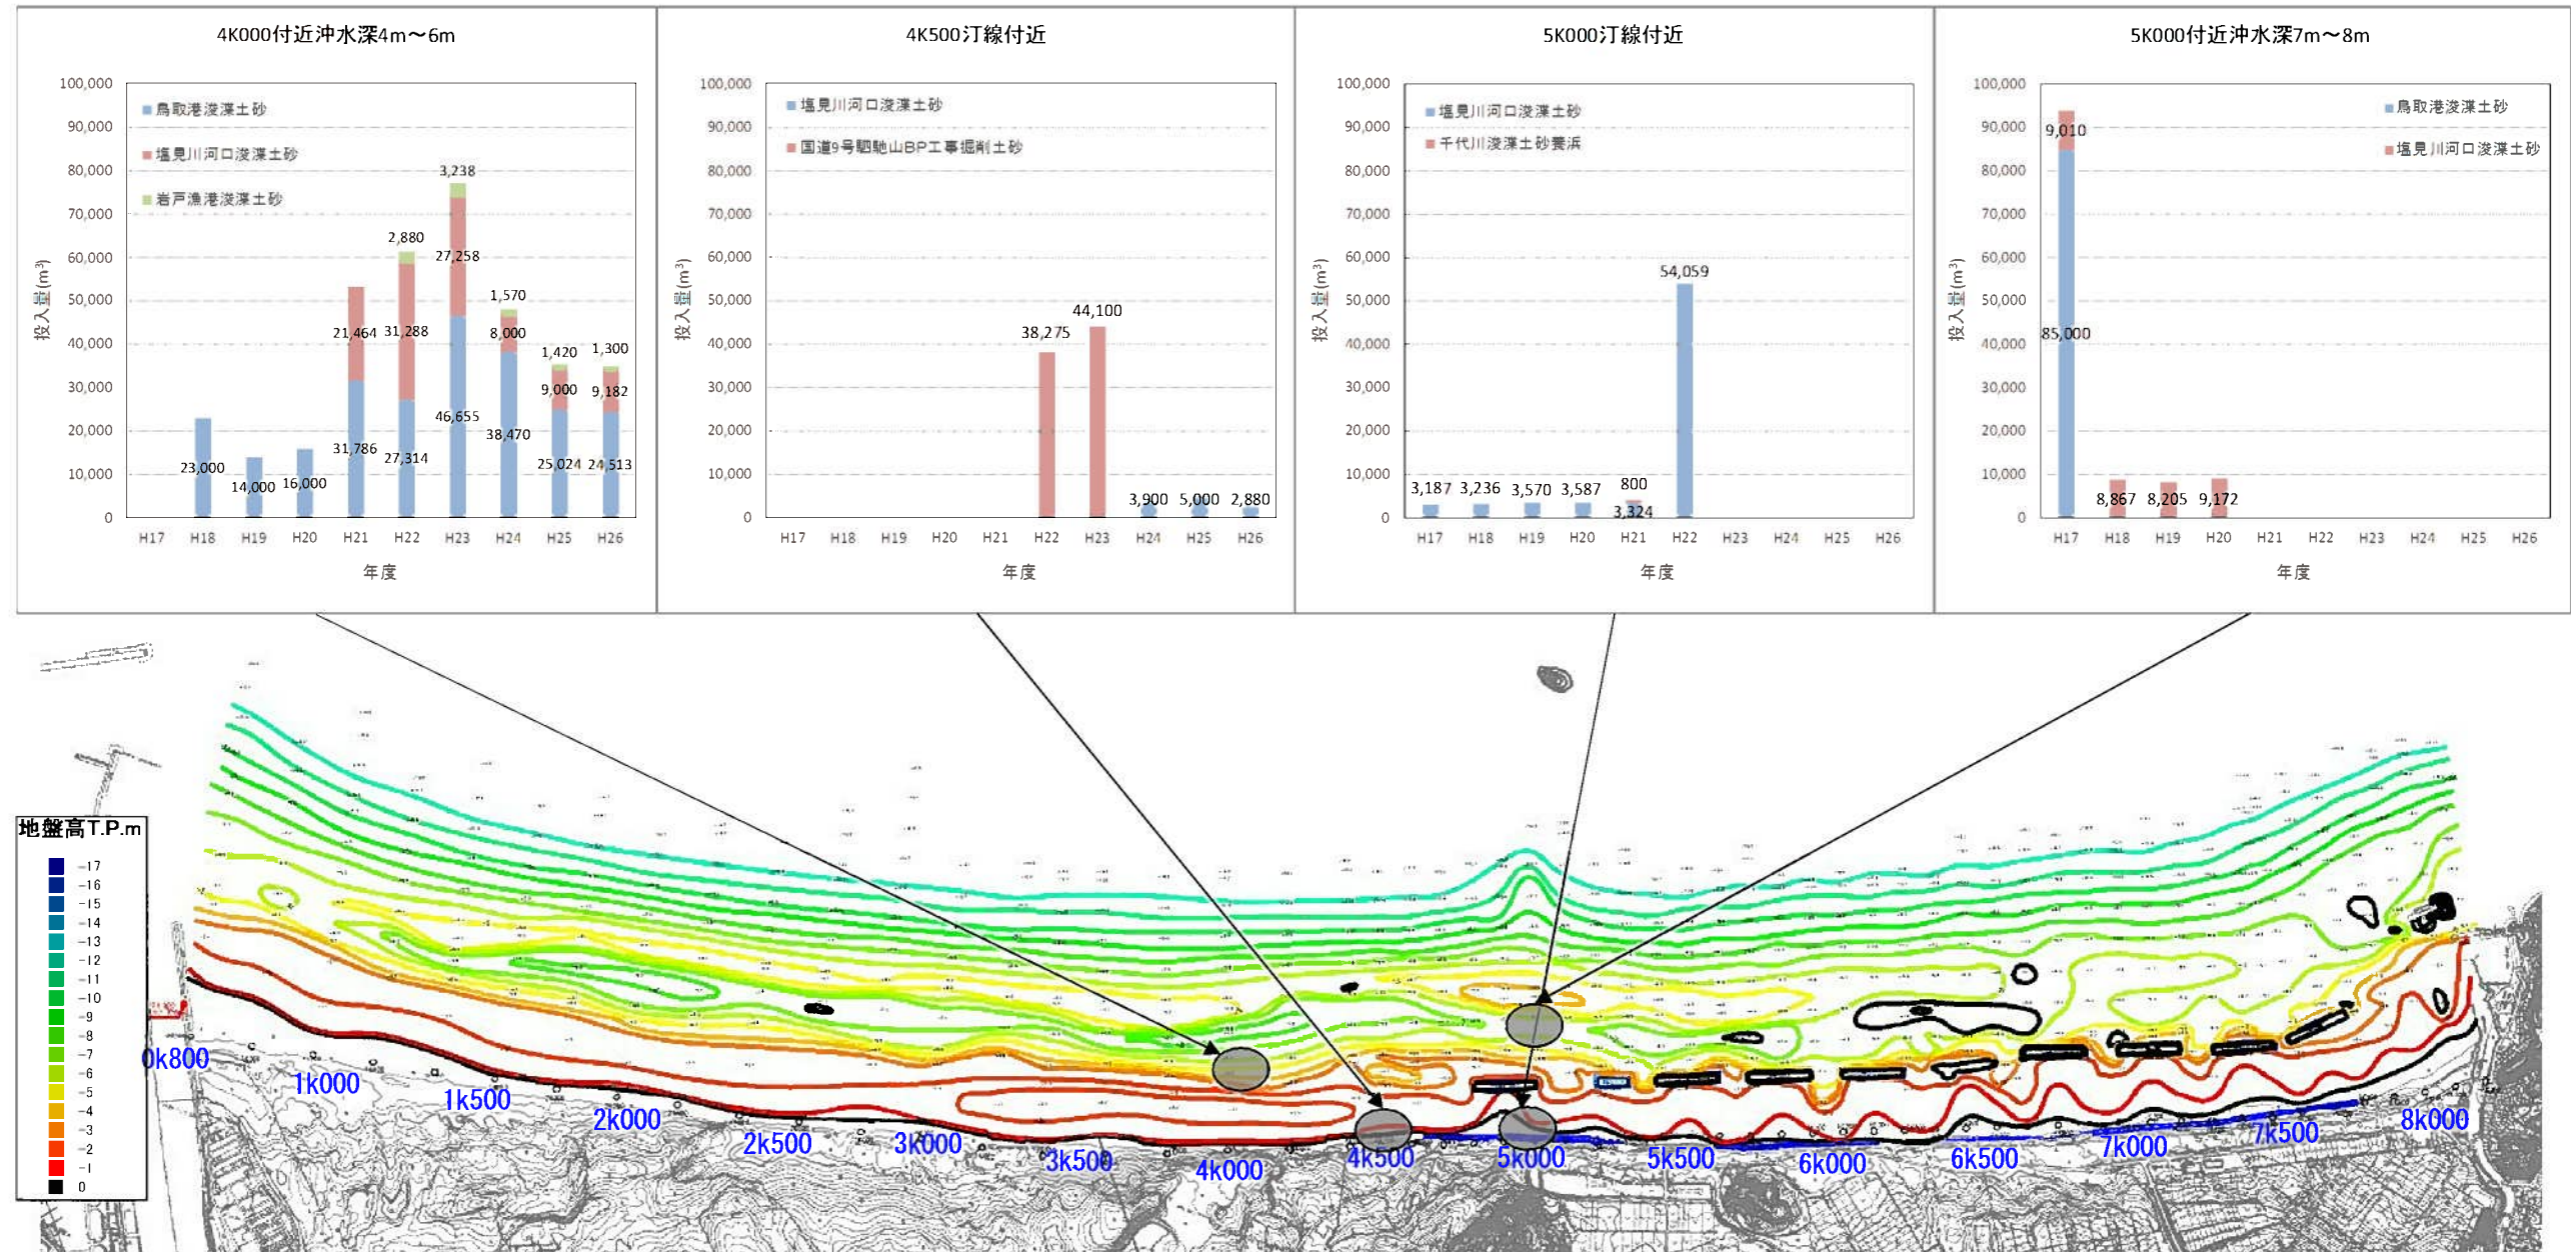 4K000付近沖水深4m～6m
100,000
90,000
80,000
70,000
60,000
50,000
40,000
30,000
20,000
10,000
0
投入量(m³)
鳥取港浚渫土砂
塩見川河口浚渫土砂
岩戸漁港浚渫土砂
23,000
14,000
16,000
21,464
31,786
2,880
31,288
27,314
3,238
27,258
46,655
1,570
8,000
38,470
1,420
9,000
25,024
1,300
9,182
24,513
H17 H18 H19 H20 H21 H22 H23 H24 H25 H26
年度
4K500汀線付近
100,000
90,000
80,000
70,000
60,000
50,000
40,000
30,000
20,000
10,000
0
投入量(m³)
塩見川河口浚渫土砂
国道9号駟馳山BP工事掘削土砂
38,275
44,100
3,900
5,000
2,880
H17 H18 H19 H20 H21 H22 H23 H24 H25 H26
年度
5K000汀線付近
100,000
90,000
80,000
70,000
60,000
50,000
40,000
30,000
20,000
10,000
0
投入量(m³)
塩見川河口浚渫土砂
千代川浚渫土砂養浜
3,187
3,236
3,570
3,587
800
3,324
54,059
H17 H18 H19 H20 H21 H22 H23 H24 H25 H26
年度
5K000付近沖水深7m～8m
100,000
90,000
80,000
70,000
60,000
50,000
40,000
30,000
20,000
10,000
0
投入量(m³)
鳥取港浚渫土砂
塩見川河口浚渫土砂
9,010
85,000
8,867
8,205
9,172
H17 H18 H19 H20 H21 H22 H23 H24 H25 H26
年度
地盤高T.P.m
-17
-16
-15
-14
-13
-12
-11
-10
-9
-8
-7
-6
-5
-4
-3
-2
-1
0
0k800
1k000
1k500
2k000
2k500
3k000
3k500
4k000
4k500
5k000
5k500
6k000
6k500
7k000
7k500
8k000